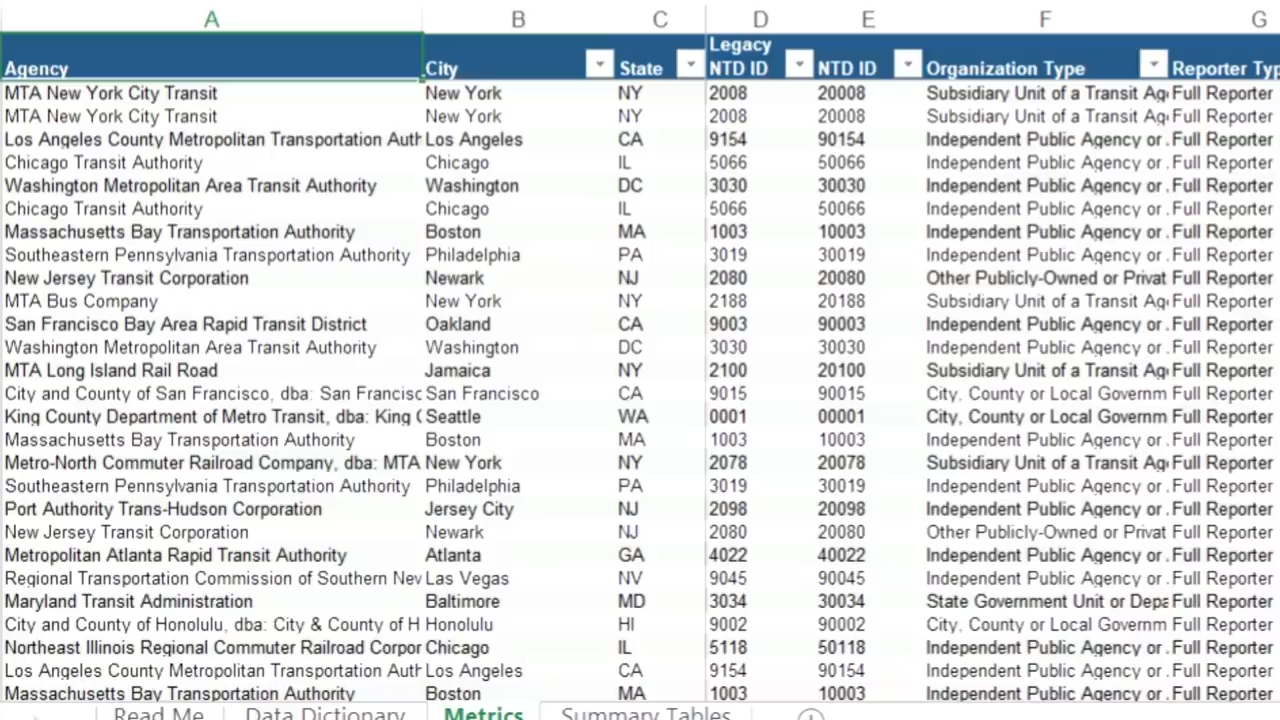 A B C D E F G
Legacy
Agency City State NTD ID NTD ID Organization Type Reporter Typ
MTA New York City Transit New York NY 2008 20008 Subsidiary Unit of a Transit Ag Full Reporter
MTA New York City Transit New York NY 2008 20008 Subsidiary Unit of a Transit Ag Full Reporter
Los Angeles County Metropolitan Transportation Auth Los Angeles CA 9154 90154 Independent Public Agency or . Full Reporter
Chicago Transit Authority Chicago IL 5066 50066 Independent Public Agency or . Full Reporter
Washington Metropolitan Area Transit Authority Washington DC 3030 30030 Independent Public Agency or . Full Reporter
Chicago Transit Authority Chicago IL 5066 50066 Independent Public Agency or . Full Reporter
Massachusetts Bay Transportation Authority Boston MA 1003 10003 Independent Public Agency or . Full Reporter
Southeastern Pennsylvania Transportation Authority Philadelphia PA 3019 30019 Independent Public Agency or . Full Reporter
New Jersey Transit Corporation Newark NJ 2080 20080 Other Publicly-Owned or Privat Full Reporter
MTA Bus Company New York NY 2188 20188 Subsidiary Unit of a Transit Ag Full Reporter
San Francisco Bay Area Rapid Transit District Oakland CA 9003 90003 Independent Public Agency or . Full Reporter
Washington Metropolitan Area Transit Authority Washington DC 3030 30030 Independent Public Agency or . Full Reporter
MTA Long Island Rail Road Jamaica NY 2100 20100 Subsidiary Unit of a Transit Ag Full Reporter
City and County of San Francisco, dba: San Francisc San Francisco CA 9015 90015 City, County or Local Governm Full Reporter
King County Department of Metro Transit, dba: King C Seattle WA 0001 00001 City, County or Local Governm Full Reporter
Massachusetts Bay Transportation Authority Boston MA 1003 10003 Independent Public Agency or . Full Reporter
Metro-North Commuter Railroad Company, dba: MTA New York NY 2078 20078 Subsidiary Unit of a Transit Ag Full Reporter
Southeastern Pennsylvania Transportation Authority Philadelphia PA 3019 30019 Independent Public Agency or . Full Reporter
Port Authority Trans-Hudson Corporation Jersey City NJ 2098 20098 Independent Public Agency or . Full Reporter
New Jersey Transit Corporation Newark NJ 2080 20080 Other Publicly-Owned or Privat Full Reporter
Metropolitan Atlanta Rapid Transit Authority Atlanta GA 4022 40022 Independent Public Agency or . Full Reporter
Regional Transportation Commission of Southern Nev Las Vegas NV 9045 90045 Independent Public Agency or . Full Reporter
Maryland Transit Administration Baltimore MD 3034 30034 State Government Unit or Depa Full Reporter
City and County of Honolulu, dba: City & County of H Honolulu HI 9002 90002 City, County or Local Governm Full Reporter
Northeast Illinois Regional Commuter Railroad Corpor Chicago IL 5118 50118 Independent Public Agency or . Full Reporter
Los Angeles County Metropolitan Transportation Auth Los Angeles CA 9154 90154 Independent Public Agency or . Full Reporter
Massachusetts Bay Transportation Authority Boston MA 1003 10003 Independent Public Agency or . Full Reporter
Read Me Data Dictionary Metrics Summary Tables